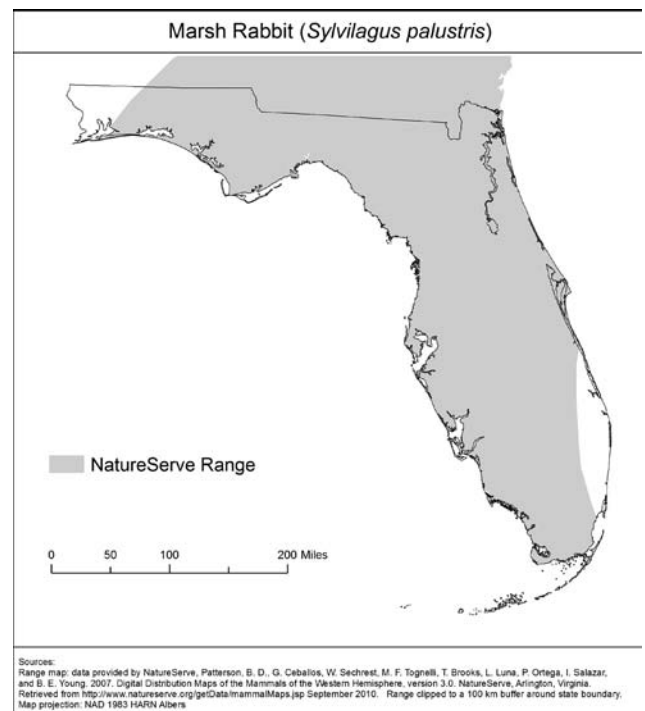 Marsh Rabbit (Sylvilagus palustris)
NatureServe Range
0 50 100 200 Miles
Sources:
Range map: data provided by NatureServe, Patterson, B. D., G. Ceballos, W. Sechrest, M. F. Tognelli, T. Brooks, L. Luna, P. Ortega, I. Salazar,
and B. E. Young. 2007. Digital Distribution Maps of the Mammals of the Western Hemisphere, version 3.0. NatureServe, Arlington, Virginia.
Retrieved from http://www.natureserve.org/getData/mammalMaps.jsp September 2010. Range clipped to a 100 km buffer around state boundary.
Map projection: NAD 1983 HARN Albers